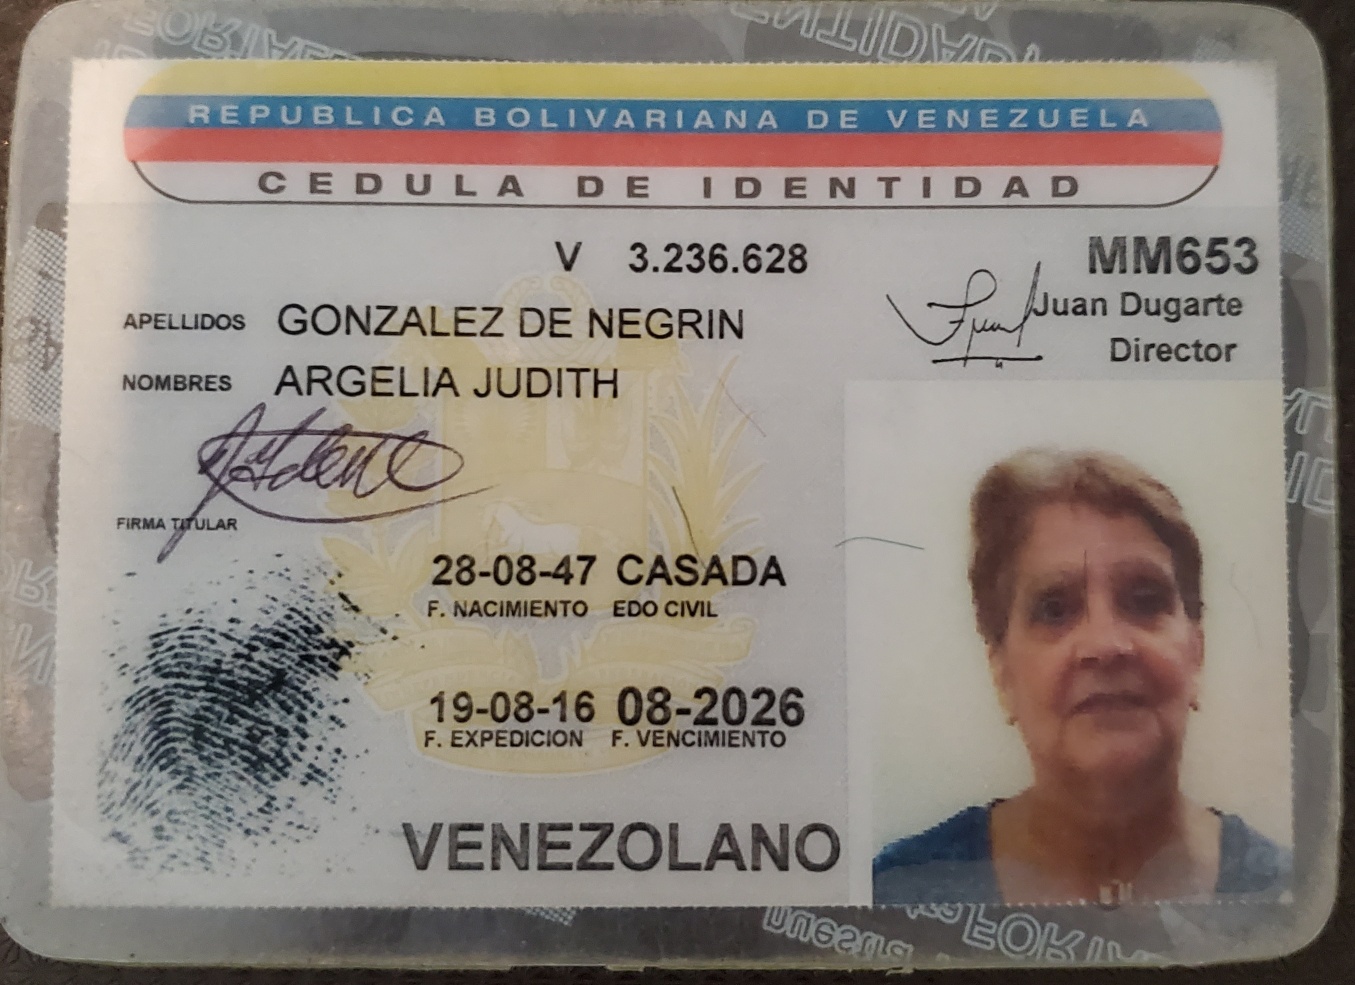 REPUBLICA BOLIVARIANA DE VENEZUELA
CEDULA DE IDENTIDAD
V 3.236.628
MM653
Juan Dugarte
Director
APELLIDOS GONZALEZ DE NEGRIN
NOMBRES ARGELIA JUDITH
FIRMA TITULAR
28-08-47 CASADA
F. NACIMIENTO EDO CIVIL
19-08-16 08-2026
F. EXPEDICION F. VENCIMIENTO
VENEZOLANO
nuestra